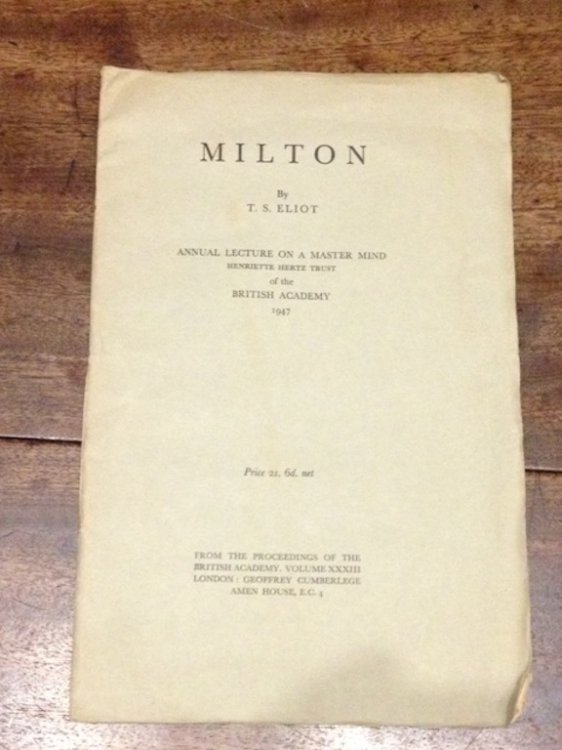 MILTON
By
T. S. ELIOT
ANNUAL LECTURE ON A MASTER MIND
HENRIETTE HERTZ TRUST
of the
BRITISH ACADEMY
1947
Price 2s. 6d. net
FROM THE PROCEEDINGS OF THE
BRITISH ACADEMY. VOLUME XXXIII
LONDON : GEOFFREY CUMBERLEGE
AMEN HOUSE, E.C. 4